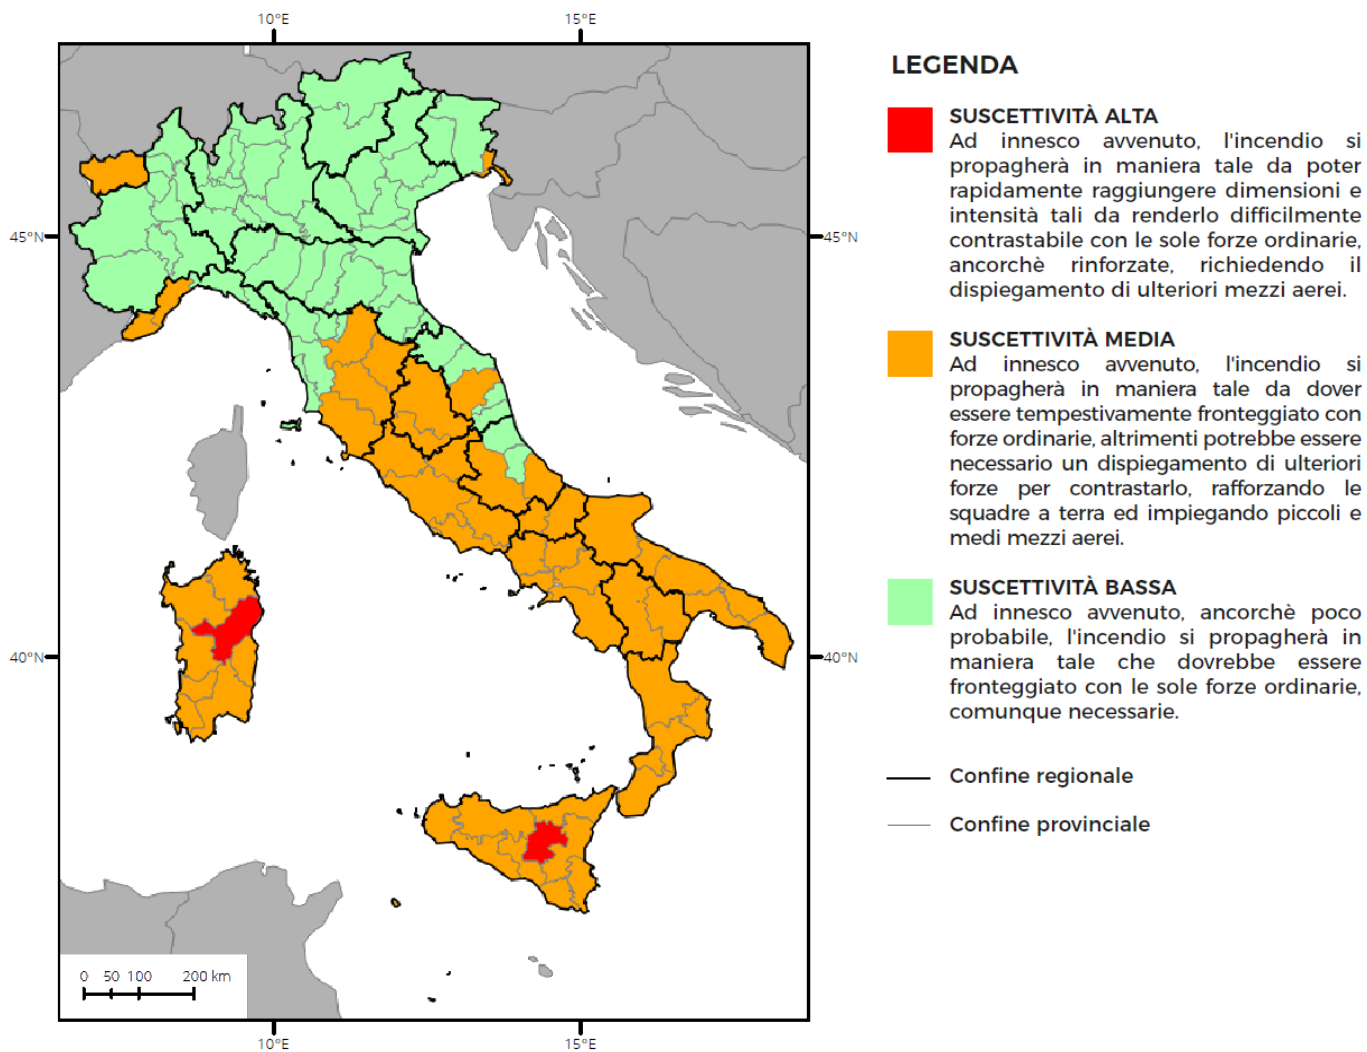 10°E 15°E
45°N 45°N
40°N 40°N
0 50 100 200 km
10°E 15°E
LEGENDA
SUSCETTIVITÀ ALTA
Ad innesco avvenuto, l'incendio si
propagherà in maniera tale da poter
rapidamente raggiungere dimensioni e
intensità tali da renderlo difficilmente
contrastabile con le sole forze ordinarie,
ancorchè rinforzate, richiedendo il
dispiegamento di ulteriori mezzi aerei.
SUSCETTIVITÀ MEDIA
Ad innesco avvenuto, l'incendio si
propagherà in maniera tale da dover
essere tempestivamente fronteggiato con
forze ordinarie, altrimenti potrebbe essere
necessario un dispiegamento di ulteriori
forze per contrastarlo, rafforzando le
squadre a terra ed impiegando piccoli e
medi mezzi aerei.
SUSCETTIVITÀ BASSA
Ad innesco avvenuto, ancorchè poco
probabile, l'incendio si propagherà in
maniera tale che dovrebbe essere
fronteggiato con le sole forze ordinarie,
comunque necessarie.
Confine regionale
Confine provinciale